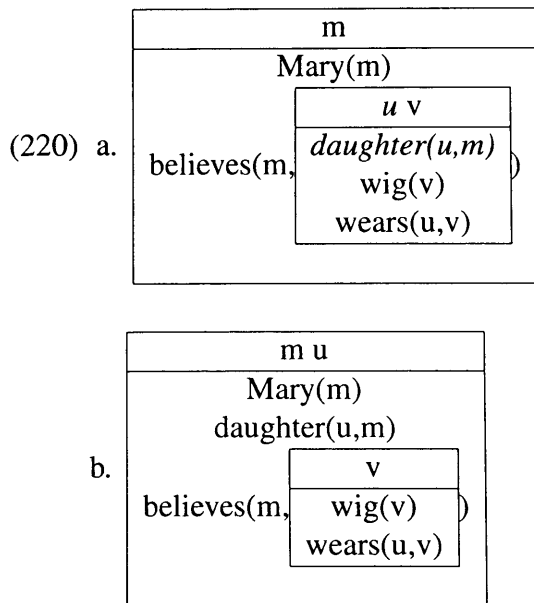 m
Mary(m)
u v
(220) a.
daughter(u,m)
believes(m,
)
wig(v)
wears(u,v)
m u
Mary(m)
daughter(u,m)
b.
v
believes(m, wig(v) )
wears(u,v)